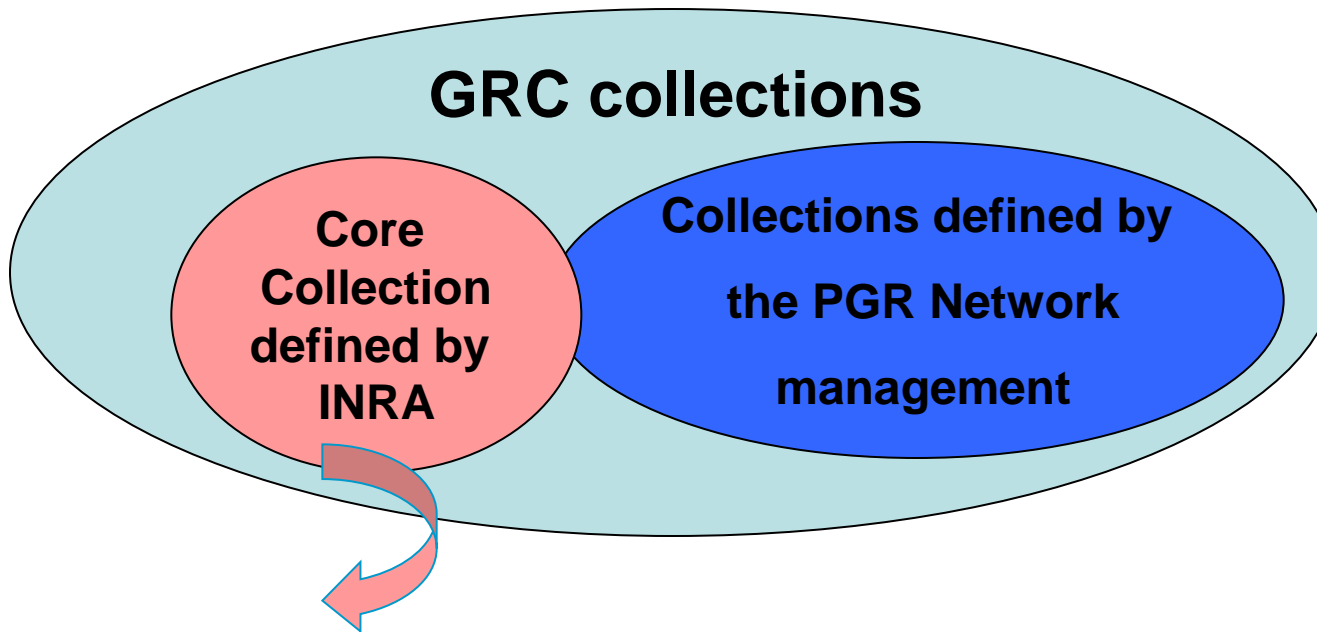 GRC collections
Core
Collection
defined by
INRA
Collections defined by
the PGR Network
management